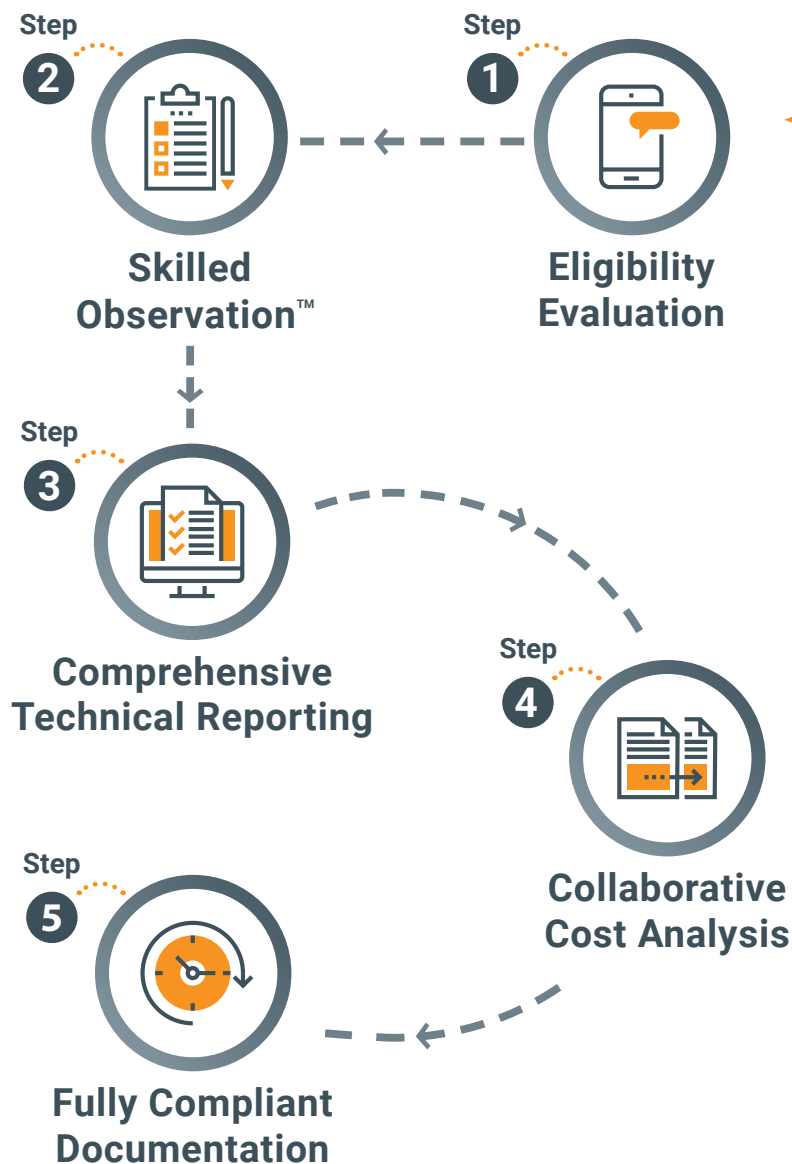 Step
1
Eligibility
Evaluation
Step
2
Skilled
Observation™
Step
3
Comprehensive
Technical Reporting
Step
4
Collaborative
Cost Analysis
Step
5
Fully Compliant
Documentation